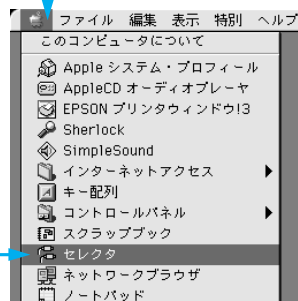 ファイル 編集 表示 特別 ヘルプ
このコンピュータについて
Apple システム・プロフィール
AppleCD オーディオプレーヤ
EPSON プリンタウィンドウ!3
Sherlock
SimpleSound
インターネットアクセス
キー配列
コントロールパネル
スクラップブック
セレクタ
ネットワークブラウザ
ノートパッド